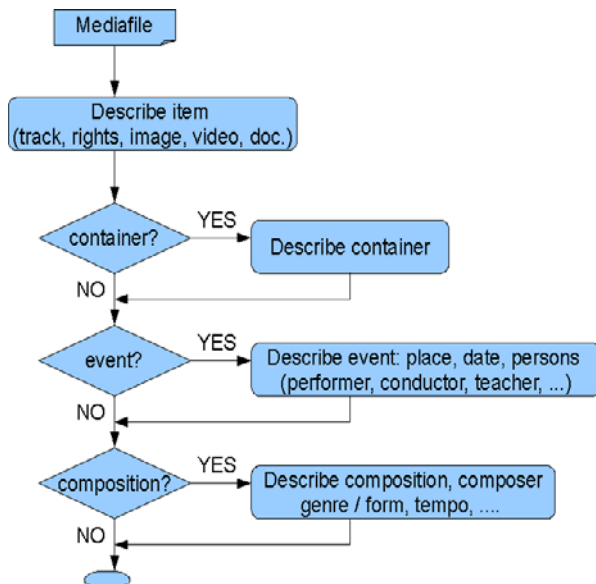 Mediafile
Describe item
(track, rights, image, video, doc.)
container?
YES
Describe container
NO
event?
YES
Describe event: place, date, persons
(performer, conductor, teacher, ...)
NO
composition?
YES
Describe composition, composer
genre / form, tempo, ....
NO